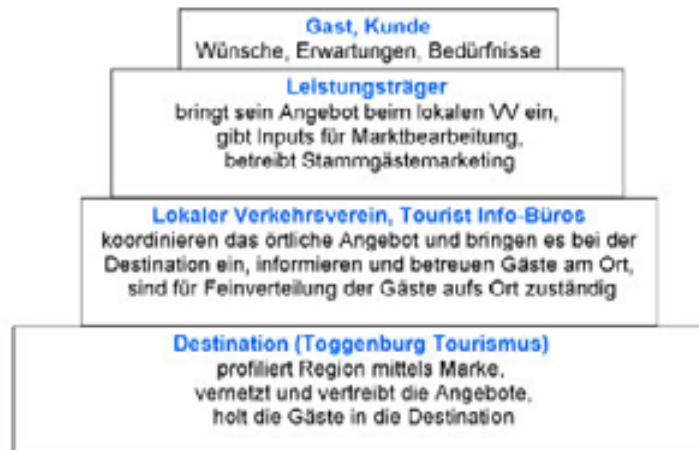 Gast, Kunde
Wünsche, Erwartungen, Bedürfnisse
Leistungsträger
bringt sein Angebot beim lokalen VV ein,
gibt Inputs für Marktbearbeitung,
betreibt Stammgästemarketing
Lokaler Verkehrsverein, Tourist Info-Büros
koordinieren das örtliche Angebot und bringen es bei der
Destination ein, informieren und betreuen Gäste am Ort,
sind für Feinverteilung der Gäste aufs Ort zuständig
Destination (Toggenburg Tourismus)
profiliert Region mittels Marke,
vernetzt und vertreibt die Angebote,
holt die Gäste in die Destination